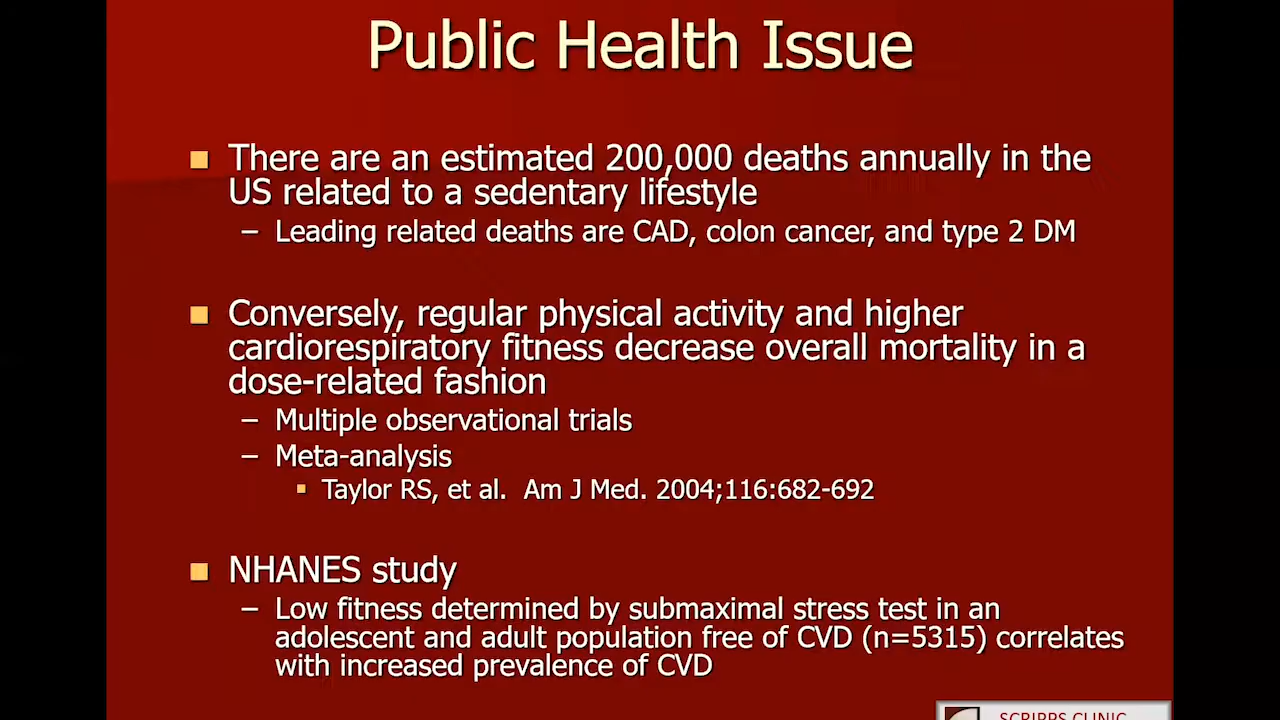 Public Health Issue
There are an estimated 200,000 deaths annually in the
US related to a sedentary lifestyle
– Leading related deaths are CAD, colon cancer, and type 2 DM
Conversely, regular physical activity and higher
cardiorespiratory fitness decrease overall mortality in a
dose-related fashion
– Multiple observational trials
– Meta-analysis
Taylor RS, et al. Am J Med. 2004;116:682-692
NHANES study
– Low fitness determined by submaximal stress test in an
adolescent and adult population free of CVD (n=5315) correlates
with increased prevalence of CVD
SCRIPPS CLINIC